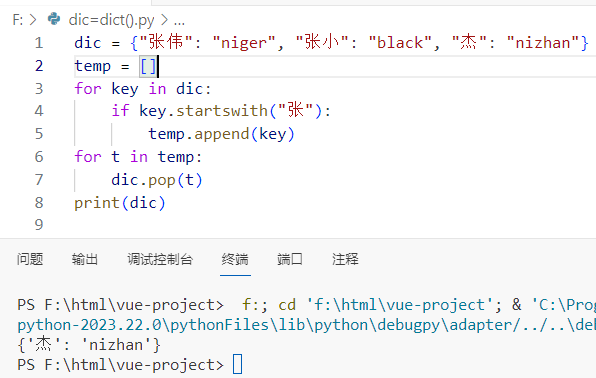 F: > dic=dict().py > ...
1 dic = {"张伟": "niger", "张小": "black", "杰": "nizhan"}
2 temp = []
3 for key in dic:
4     if key.startswith("张"):
5         temp.append(key)
6 for t in temp:
7     dic.pop(t)
8 print(dic)
9
问题 输出 调试控制台 终端 端口 注释
PS F:\html\vue-project>  f:; cd 'f:\html\vue-project'; & 'C:\Prog
python-2023.22.0\pythonFiles\lib\python\debugpy\adapter/../..\deb
{'杰': 'nizhan'}
PS F:\html\vue-project>